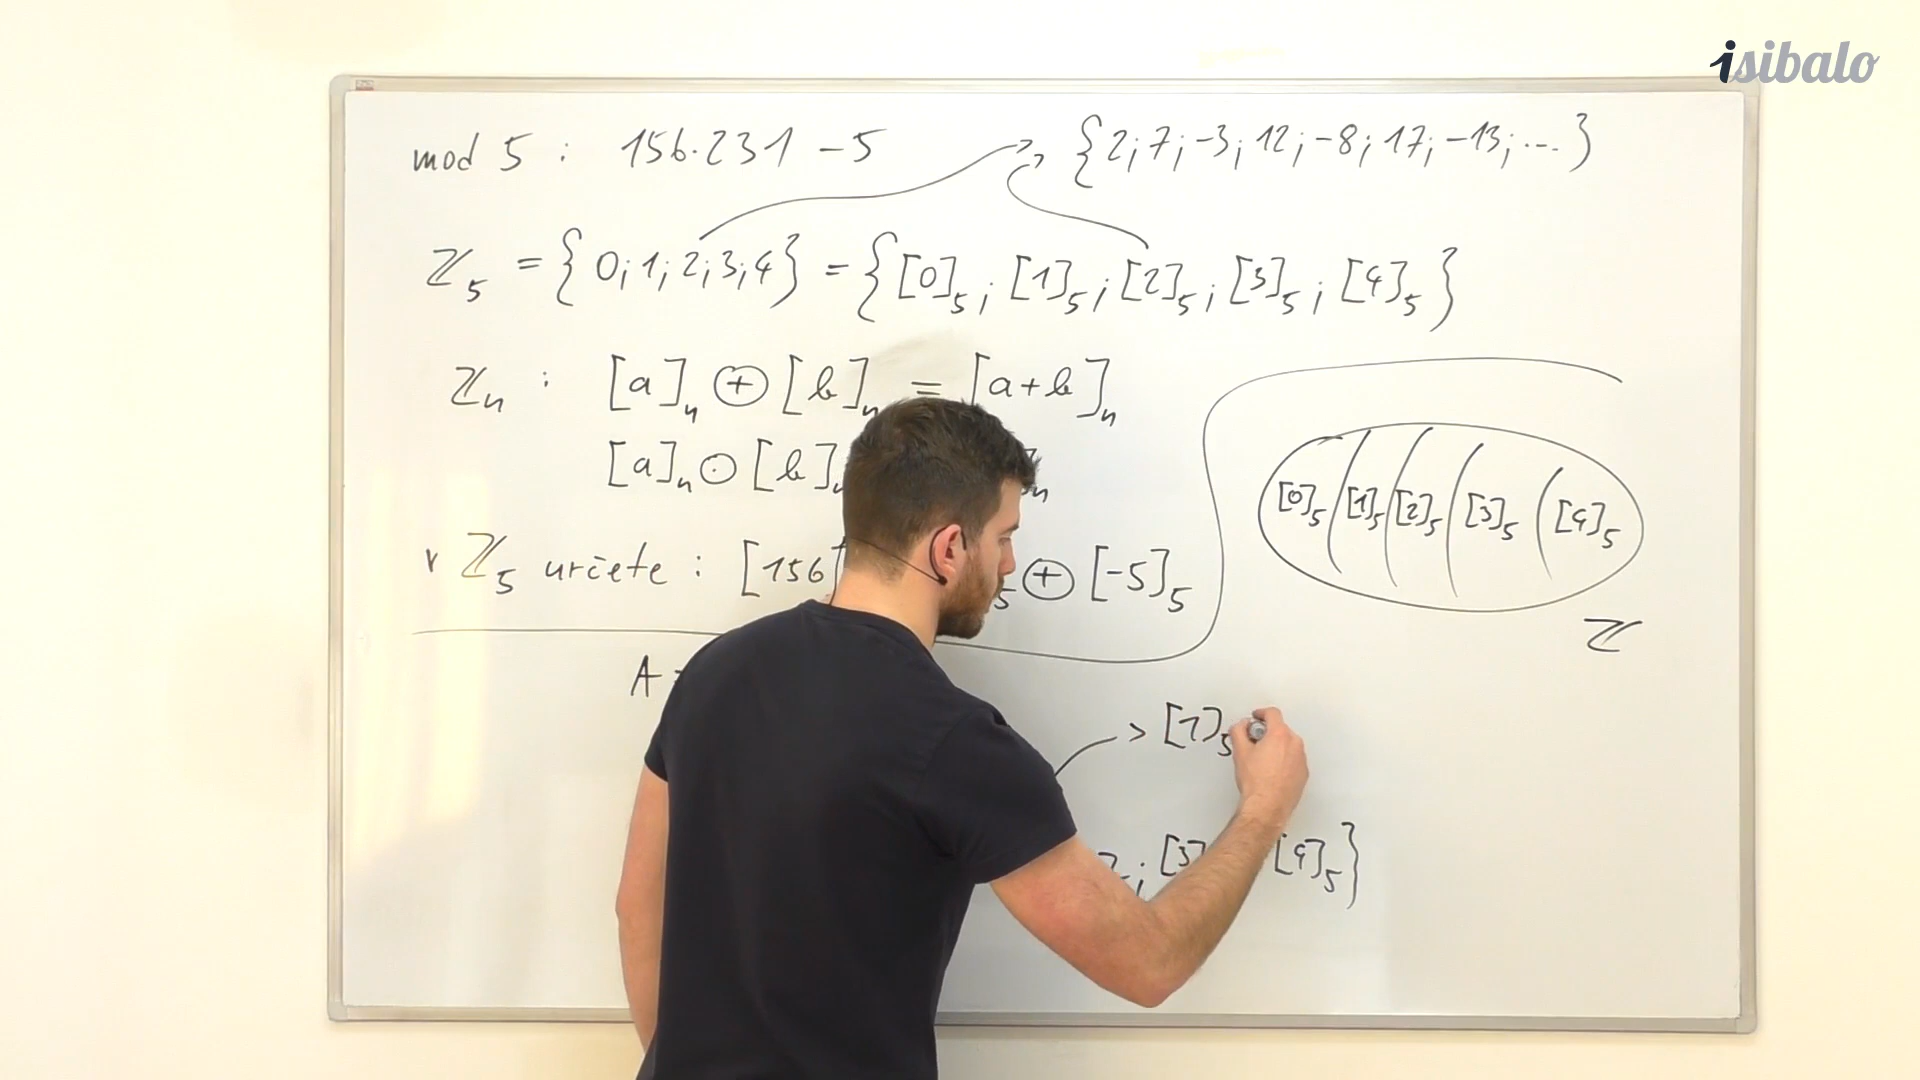 isibalo
mod 5 : 156·231 −5 {2; 7; −3; 12; −8; 17; −13; ... }
ℤ₅ = {0; 1; 2; 3; 4} = {[0]₅ ; [1]₅ ; [2]₅ ; [3]₅ ; [4]₅}
ℤₙ : [a]ₙ ⊕ [b]ₙ = [a+b]ₙ
[a]ₙ ⊙ [b]ₙ
[0]₅ [1]₅ [2]₅ [3]₅ [4]₅
ℤ
v ℤ₅ určete : [156] ₅ ⊕ [−5]₅
A
[1]₅
; [3] [4]₅}